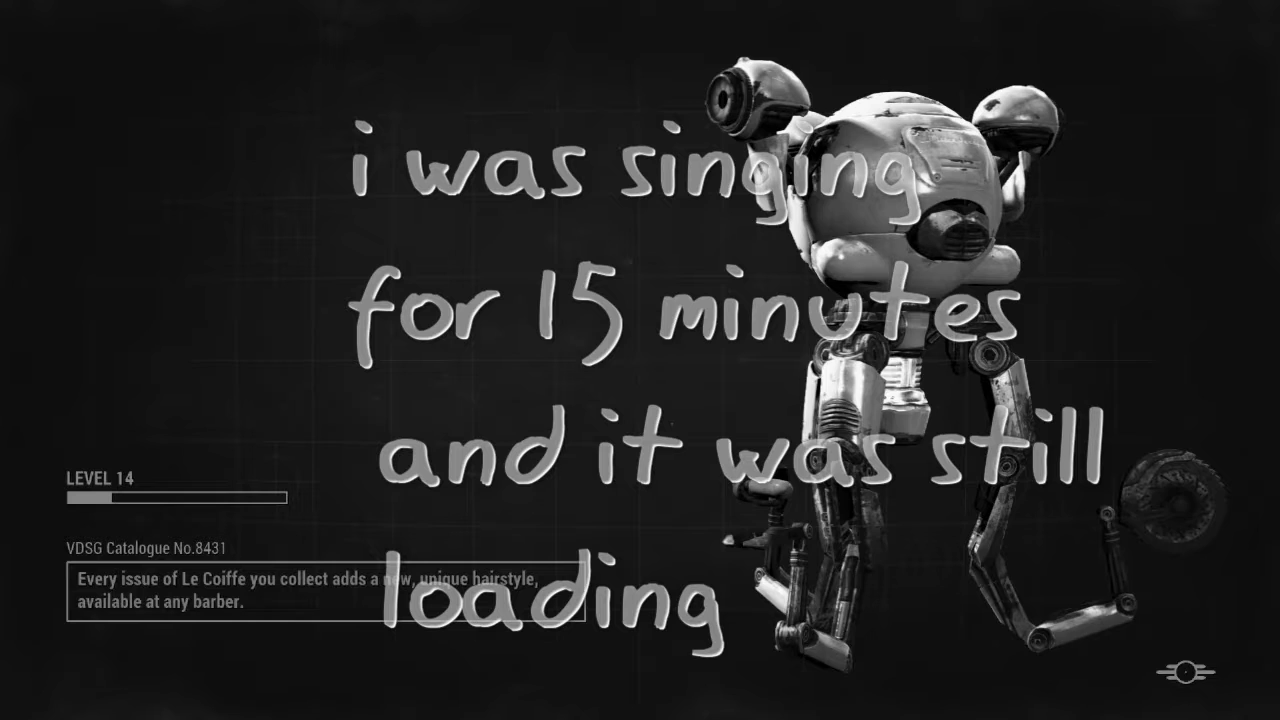 i was singing
for 15 minutes
and it was still
loading
LEVEL 14
VDSG Catalogue No.8431
Every issue of Le Coiffe you collect adds a new, unique hairstyle,
available at any barber.